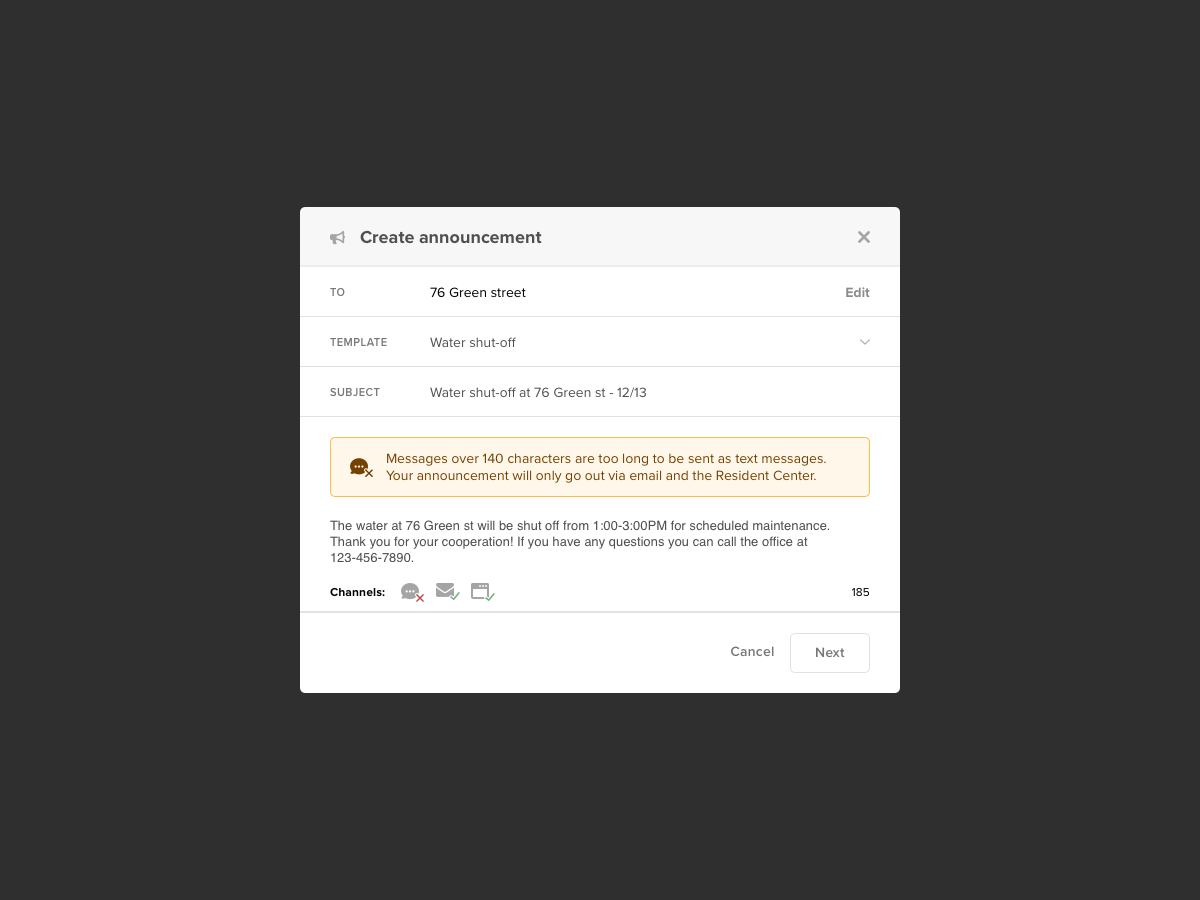 Create announcement
TO
76 Green street
Edit
TEMPLATE
Water shut-off
SUBJECT
Water shut-off at 76 Green st - 12/13
Messages over 140 characters are too long to be sent as text messages.
Your announcement will only go out via email and the Resident Center.
The water at 76 Green st will be shut off from 1:00-3:00PM for scheduled maintenance.
Thank you for your cooperation! If you have any questions you can call the office at
123-456-7890.
Channels:
185
Cancel
Next